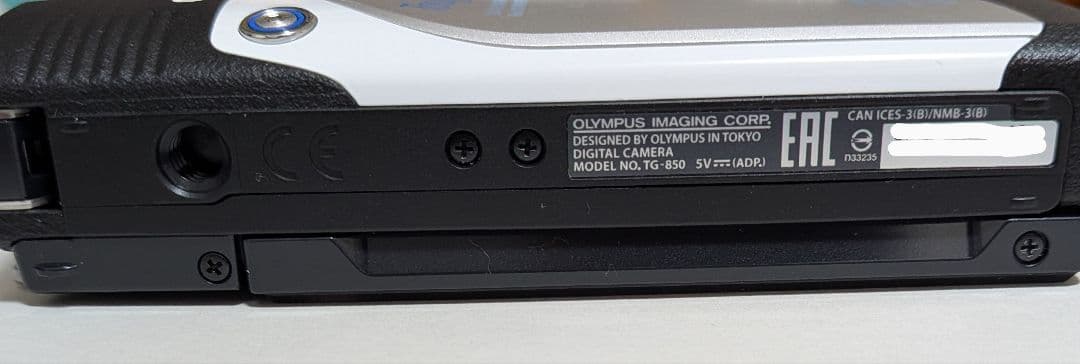 OLYMPUS IMAGING CORP.
DESIGNED BY OLYMPUS IN TOKYO
DIGITAL CAMERA
MODEL NO. TG-850 5V⎓(ADP.)
EAC
CAN ICES-3(B)/NMB-3(B)
D33235
CE